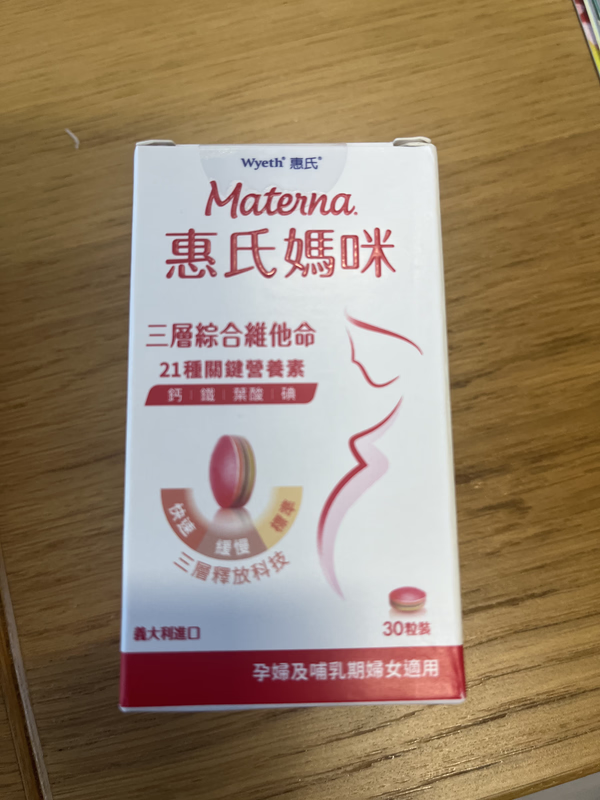 Wyeth® 惠氏®
Materna.
惠氏媽咪
三層綜合維他命
21種關鍵營養素
鈣｜鐵｜葉酸｜碘
快速
緩慢
標準
三層釋放科技
義大利進口
30粒裝
孕婦及哺乳期婦女適用